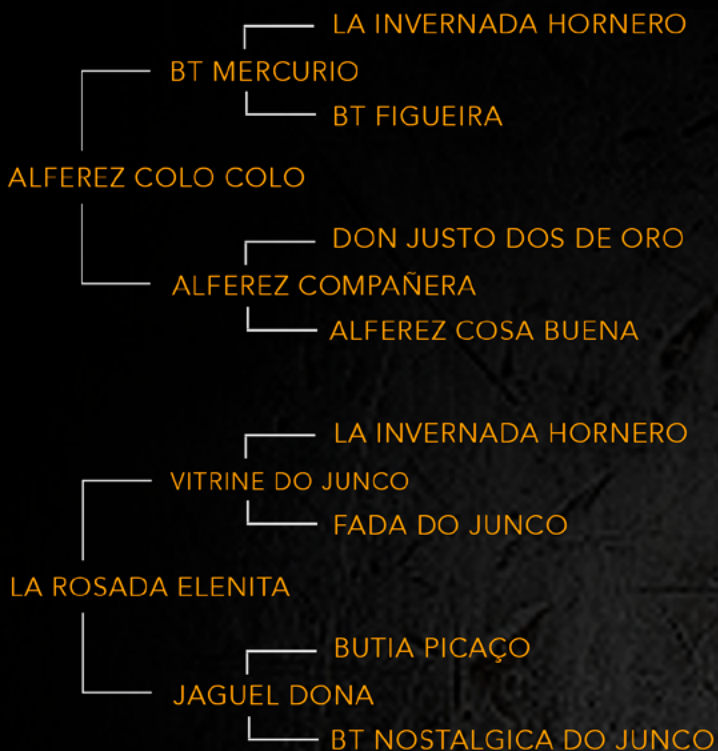 LA INVERNADA HORNERO
BT MERCURIO
BT FIGUEIRA
ALFEREZ COLO COLO
DON JUSTO DOS DE ORO
ALFEREZ COMPAÑERA
ALFEREZ COSA BUENA
LA INVERNADA HORNERO
VITRINE DO JUNCO
FADA DO JUNCO
LA ROSADA ELENITA
BUTIA PICAÇO
JAGUEL DONA
BT NOSTALGICA DO JUNCO